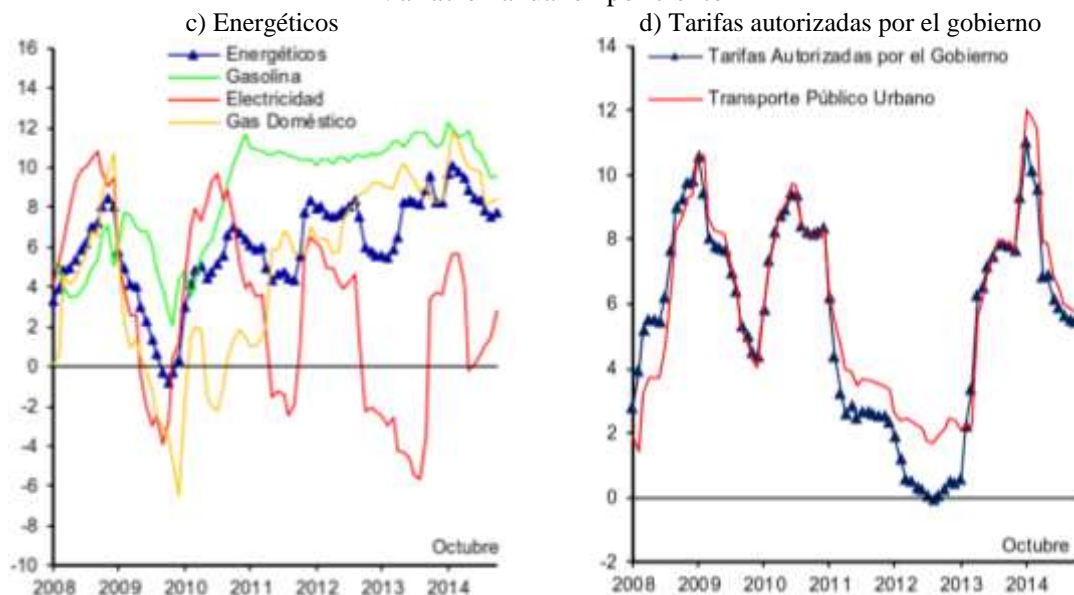 c) Energéticos
Energéticos
Gasolina
Electricidad
Gas Doméstico
16
14
12
10
8
6
4
2
0
-2
-4
-6
-8
-10
Octubre
2008 2009 2010 2011 2012 2013 2014
d) Tarifas autorizadas por el gobierno
Tarifas Autorizadas por el Gobierno
Transporte Público Urbano
14
12
10
8
6
4
2
0
-2
Octubre
2008 2009 2010 2011 2012 2013 2014